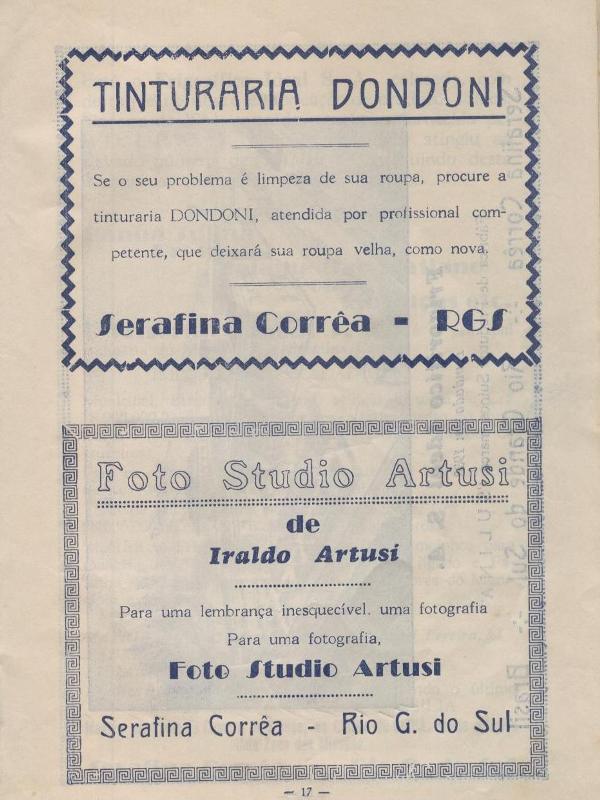 TINTURARIA DONDONI
Se o seu problema é limpeza de sua roupa, procure a
tinturaria DONDONI, atendida por profissional com-
petente, que deixará sua roupa velha, como nova.
Serafina Corrêa - RGS
Foto Studio Artusi
de
Iraldo Artusi
Para uma lembrança inesquecível. uma fotografia
Para uma fotografia,
Foto Studio Artusi
Serafina Corrêa - Rio G. do Sul
— 17 —